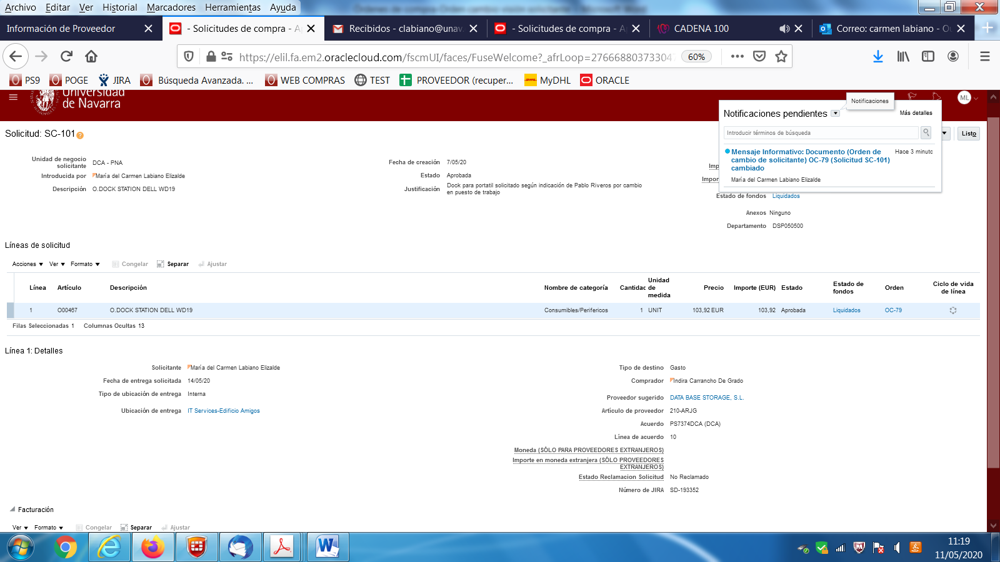 Archivo Editar Ver Historial Marcadores Herramientas Ayuda
Información de Proveedor
- Solicitudes de compra - Ap
Recibidos - clabiano@unav.
- Solicitudes de compra - Ap
CADENA 100
Correo: carmen labiano - Ou
https://elil.fa.em2.oraclecloud.com/fscmUI/faces/FuseWelcome?_afrLoop=27666880373304
60%
PS9 POGE JIRA Búsqueda Avanzada. ... WEB COMPRAS TEST PROVEEDOR (recuper... MyDHL ORACLE
Universidad
de Navarra
ML
Notificaciones
Notificaciones pendientes
Más detalles
Introducir términos de búsqueda
Mensaje Informativo: Documento (Orden de
cambio de solicitante) OC-79 (Solicitud SC-101)
cambiado
Hace 3 minutc
María del Carmen Labiano Elizalde
Listo
Solicitud: SC-101
Unidad de negocio
solicitante DCA - PNA
Introducida por María del Carmen Labiano Elizalde
Descripción O.DOCK STATION DELL WD19
Fecha de creación 7/05/20
Estado Aprobada
Justificación Dock para portatil solicitado según indicación de Pablo Riveros por cambio
en puesto de trabajo
Imp
Impor
Estado de fondos Liquidados
Anexos Ninguno
Departamento DSP050500
Líneas de solicitud
Acciones Ver Formato Congelar Separar Ajustar
Línea Artículo Descripción Nombre de categoría Cantidac Unidad de medida Precio Importe (EUR) Estado Estado de fondos Orden Ciclo de vida de línea
1 O00467 O.DOCK STATION DELL WD19 Consumibles/Perifericos 1 UNIT 103,92 EUR 103,92 Aprobada Liquidados OC-79
Filas Seleccionadas 1 Columnas Ocultas 13
Línea 1: Detalles
Solicitante María del Carmen Labiano Elizalde
Fecha de entrega solicitada 14/05/20
Tipo de ubicación de entrega Interna
Ubicación de entrega IT Services-Edificio Amigos
Tipo de destino Gasto
Comprador Indira Carrancho De Grado
Proveedor sugerido DATA BASE STORAGE, S.L.
Artículo de proveedor 210-ARJG
Acuerdo PS7374DCA (DCA)
Línea de acuerdo 10
Moneda (SÓLO PARA PROVEEDORES EXTRANJEROS)
Importe en moneda extranjera (SÓLO PROVEEDORES
EXTRANJEROS)
Estado Reclamacion Solicitud No Reclamado
Número de JIRA SD-193352
Facturación
Ver Formato Congelar Separar Ajustar
11:19
11/05/2020